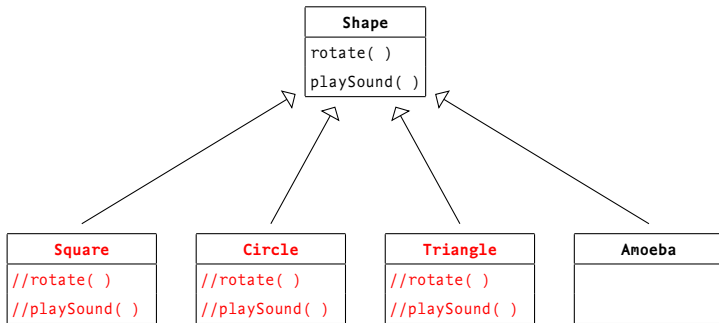 Shape
rotate( )
playSound( )
Square
//rotate( )
//playSound( )
Circle
//rotate( )
//playSound( )
Triangle
//rotate( )
//playSound( )
Amoeba